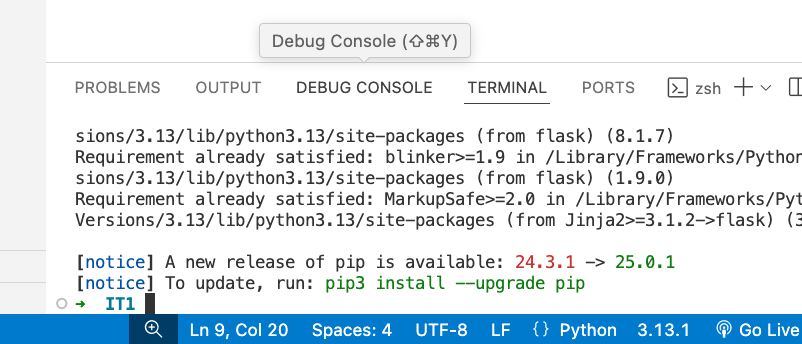 Debug Console (⇧⌘Y)
PROBLEMS OUTPUT DEBUG CONSOLE TERMINAL PORTS zsh
sions/3.13/lib/python3.13/site-packages (from flask) (8.1.7)
Requirement already satisfied: blinker>=1.9 in /Library/Frameworks/Python
sions/3.13/lib/python3.13/site-packages (from flask) (1.9.0)
Requirement already satisfied: MarkupSafe>=2.0 in /Library/Frameworks/Pyt
Versions/3.13/lib/python3.13/site-packages (from Jinja2>=3.1.2->flask) (3
[notice] A new release of pip is available: 24.3.1 -> 25.0.1
[notice] To update, run: pip3 install --upgrade pip
➜ IT1
Ln 9, Col 20 Spaces: 4 UTF-8 LF {} Python 3.13.1 Go Live